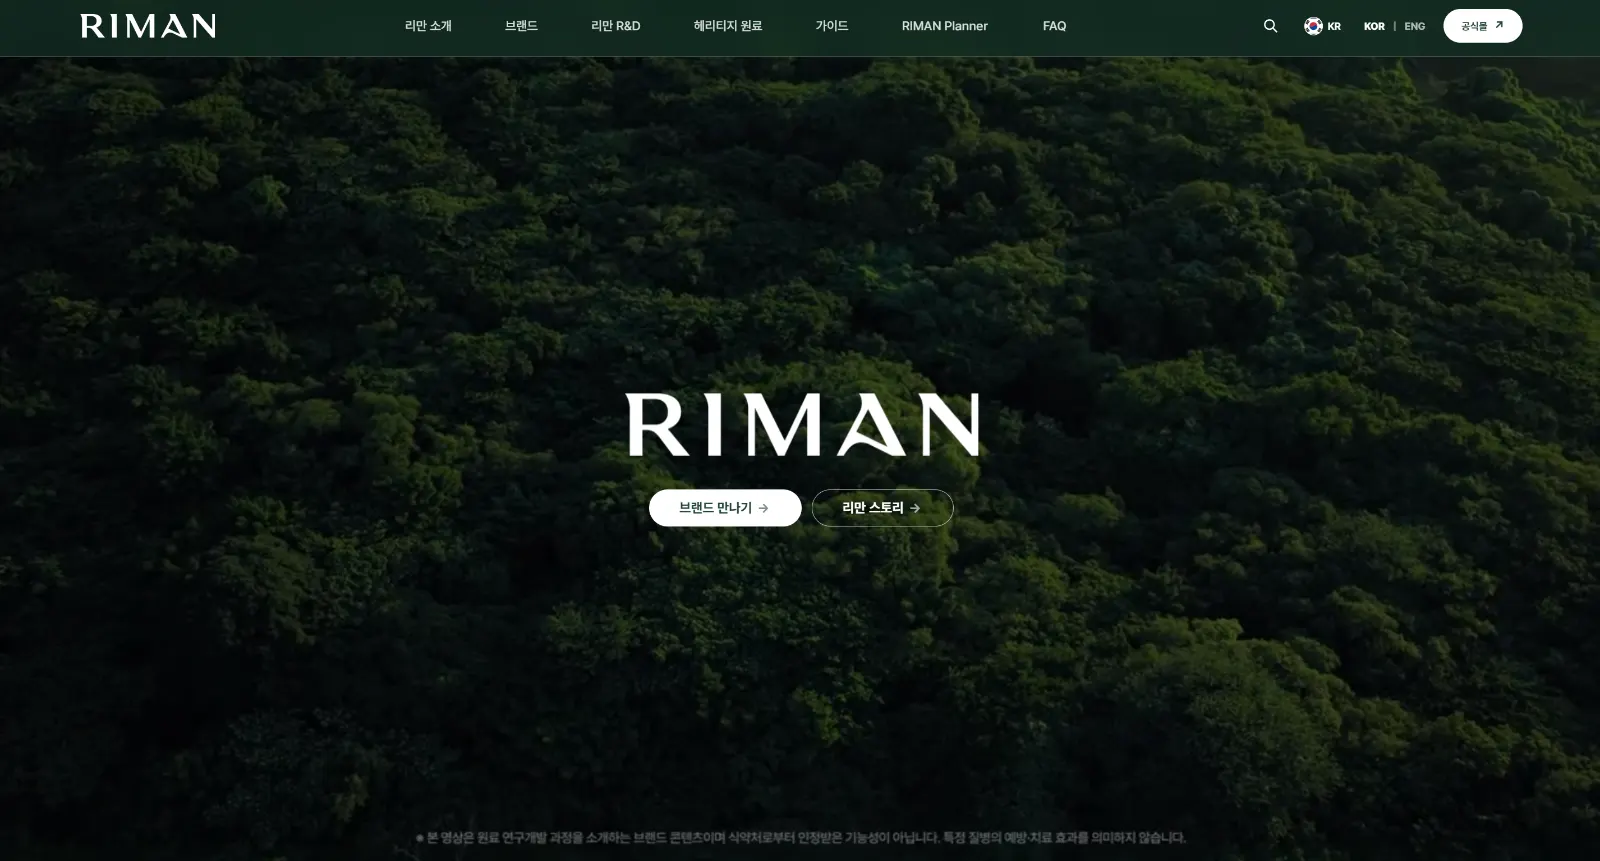 RIMAN
리만 소개
브랜드
리만 R&D
헤리티지 원료
가이드
RIMAN Planner
FAQ
KR
KOR | ENG
공식몰
RIMAN
브랜드 만나기 →
리만 스토리 →
※ 본 영상은 원료 연구개발 과정을 소개하는 브랜드 콘텐츠이며 식약처로부터 인정받은 기능성이 아닙니다. 특정 질병의 예방·치료 효과를 의미하지 않습니다.